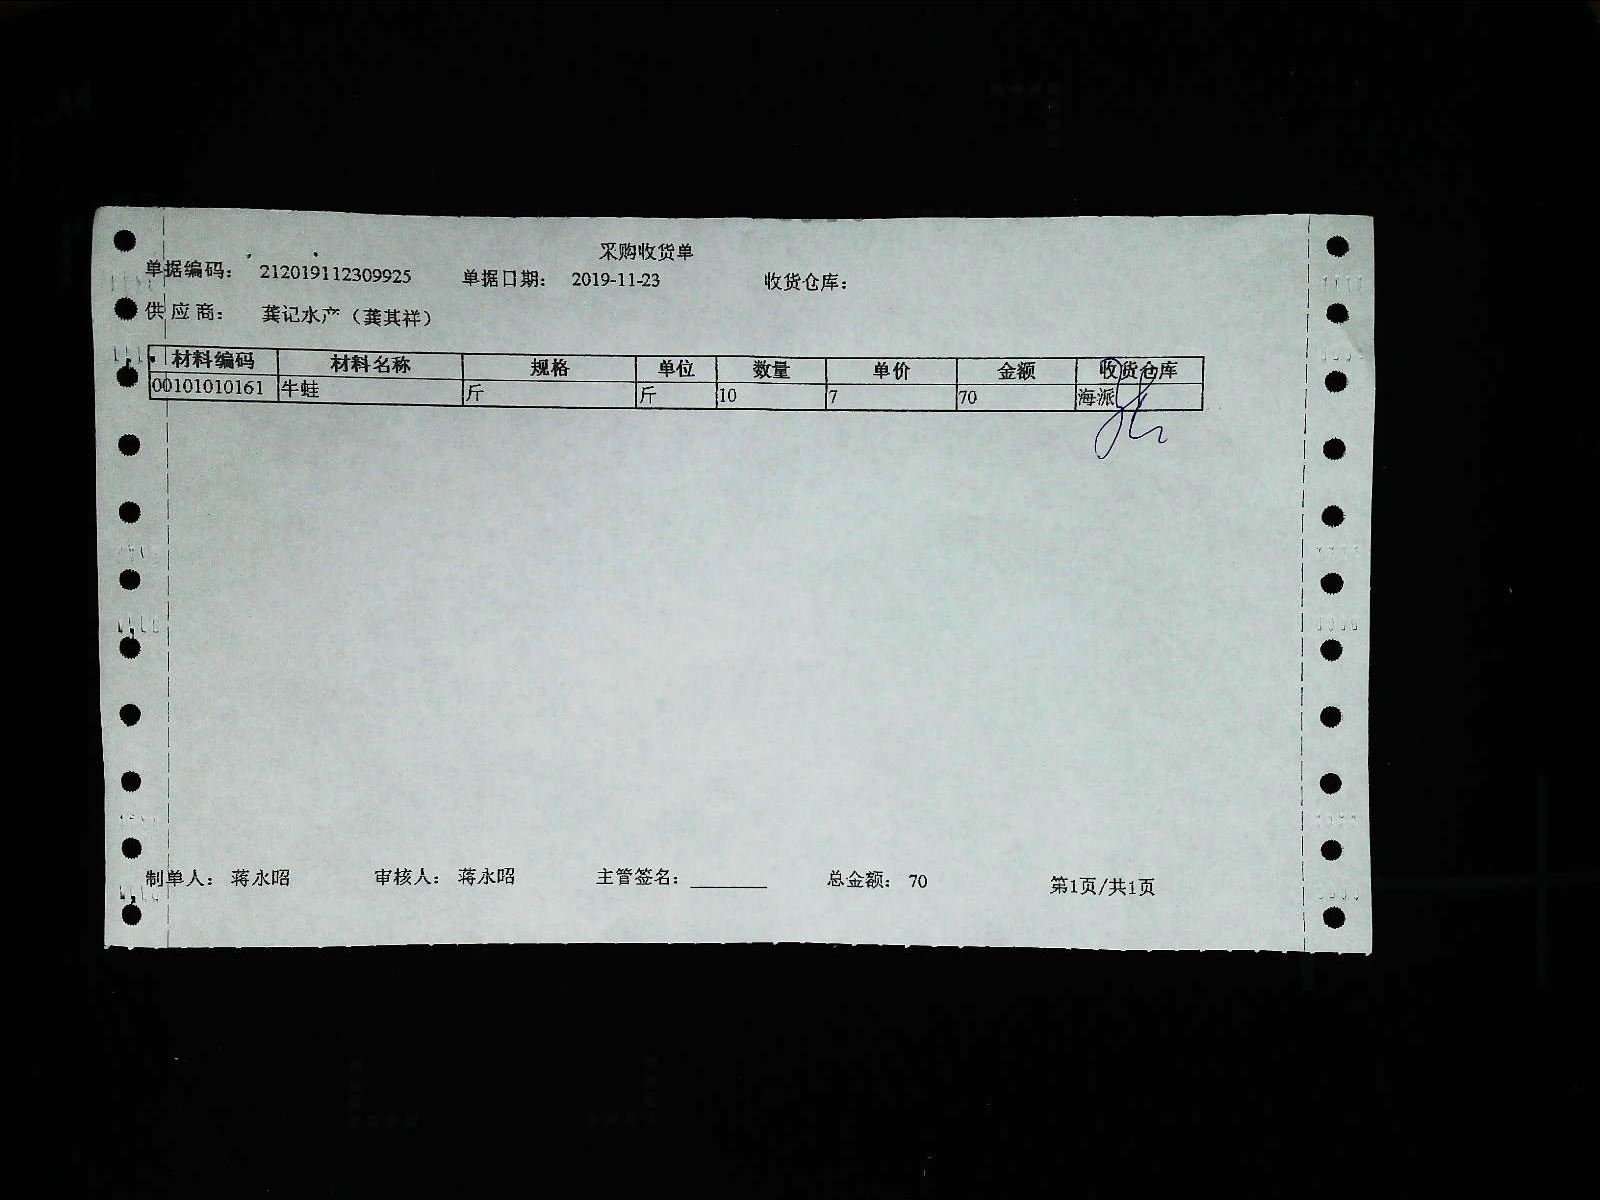 采购收货单
单据编码： 212019112309925 单据日期： 2019-11-23 收货仓库：
供应商： 龚记水产（龚其祥）
材料编码 材料名称 规格 单位 数量 单价 金额 收货仓库
00101010161 牛蛙 斤 斤 10 7 70 海派
制单人： 蒋永昭 审核人： 蒋永昭 主管签名： ________ 总金额： 70 第1页/共1页